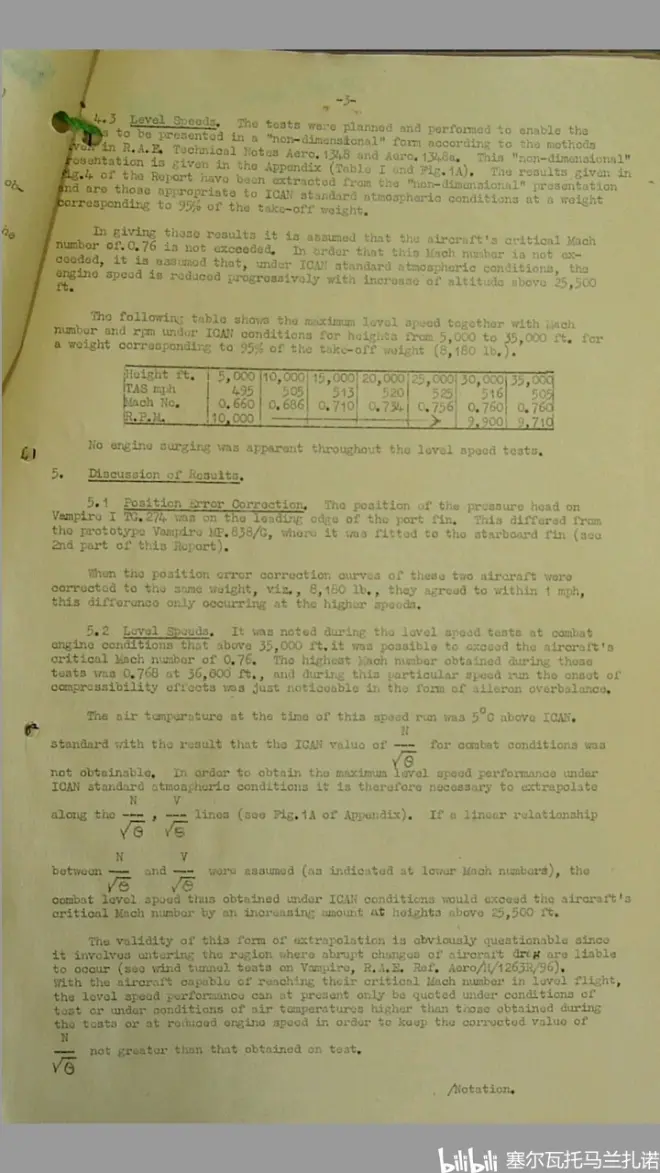 -3-
4.3 Level Speeds. The tests were planned and performed to enable the
to be presented in a "non-dimensional" form according to the methods
in R.A.E. Technical Notes Aero.1348 and Aero.1348a. This "non-dimensional"
presentation is given in the Appendix (Table I and Fig.1A). The results given in
Fig.4 of the Report have been extracted from the "non-dimensional" presentation
and are those appropriate to ICAN standard atmospheric conditions at a weight
corresponding to 95% of the take-off weight.
In giving these results it is assumed that the aircraft's critical Mach
number of.0.76 is not exceeded. In order that this Mach number is not ex-
ceeded, it is assumed that, under ICAN standard atmospheric conditions, the
engine speed is reduced progressively with increase of altitude above 25,500
ft.
The following table shows the maximum level speed together with Mach
number and rpm under ICAN conditions for heights from 5,000 to 35,000 ft. for
a weight corresponding to 95% of the take-off weight (8,180 lb.).
Height ft. 5,000 10,000 15,000 20,000 25,000 30,000 35,000
TAS mph 495 505 513 520 525 516 505
Mach No. 0.660 0.686 0.710 0.734 0.756 0.760 0.760
R.P.M. 10,000 9,900 9,710
No engine surging was apparent throughout the level speed tests.
5. Discussion of Results.
5.1 Position Error Correction. The position of the pressure head on
Vampire I TG.274 was on the leading edge of the port fin. This differed from
the prototype Vampire MP.838/G, where it was fitted to the starboard fin (see
2nd part of this Report).
When the position error correction curves of these two aircraft were
corrected to the same weight, viz., 8,180 lb., they agreed to within 1 mph,
this difference only occurring at the higher speeds.
5.2 Level Speeds. It was noted during the level speed tests at combat
engine conditions that above 35,000 ft.it was possible to exceed the aircraft's
critical Mach number of 0.76. The highest Mach number obtained during these
tests was 0.768 at 36,800 ft., and during this particular speed run the onset of
compressibility effects was just noticeable in the form of aileron overbalance.
The air temperature at the time of this speed run was 5°C above ICAN.
N
standard with the result that the ICAN value of — for combat conditions was
√θ
not obtainable. In order to obtain the maximum level speed performance under
ICAN standard atmospheric conditions it is therefore necessary to extrapolate
N V
along the — , — lines (see Fig.1A of Appendix). If a linear relationship
√θ √θ
N V
between — and — were assumed (as indicated at lower Mach numbers), the
√θ √θ
combat level speed thus obtained under ICAN conditions would exceed the aircraft's
critical Mach number by an increasing amount at heights above 25,500 ft.
The validity of this form of extrapolation is obviously questionable since
it involves entering the region where abrupt changes of aircraft drag are liable
to occur (see wind tunnel tests on Vampire, R.A.E. Ref. Aero/M/1263R/96).
With the aircraft capable of reaching their critical Mach number in level flight,
the level speed performance can at present only be quoted under conditions of
test or under conditions of air temperatures higher than those obtained during
the tests or at reduced engine speed in order to keep the corrected value of
N
— not greater than that obtained on test.
√θ
/Notation.
bilibili 塞尔瓦托马兰扎诺